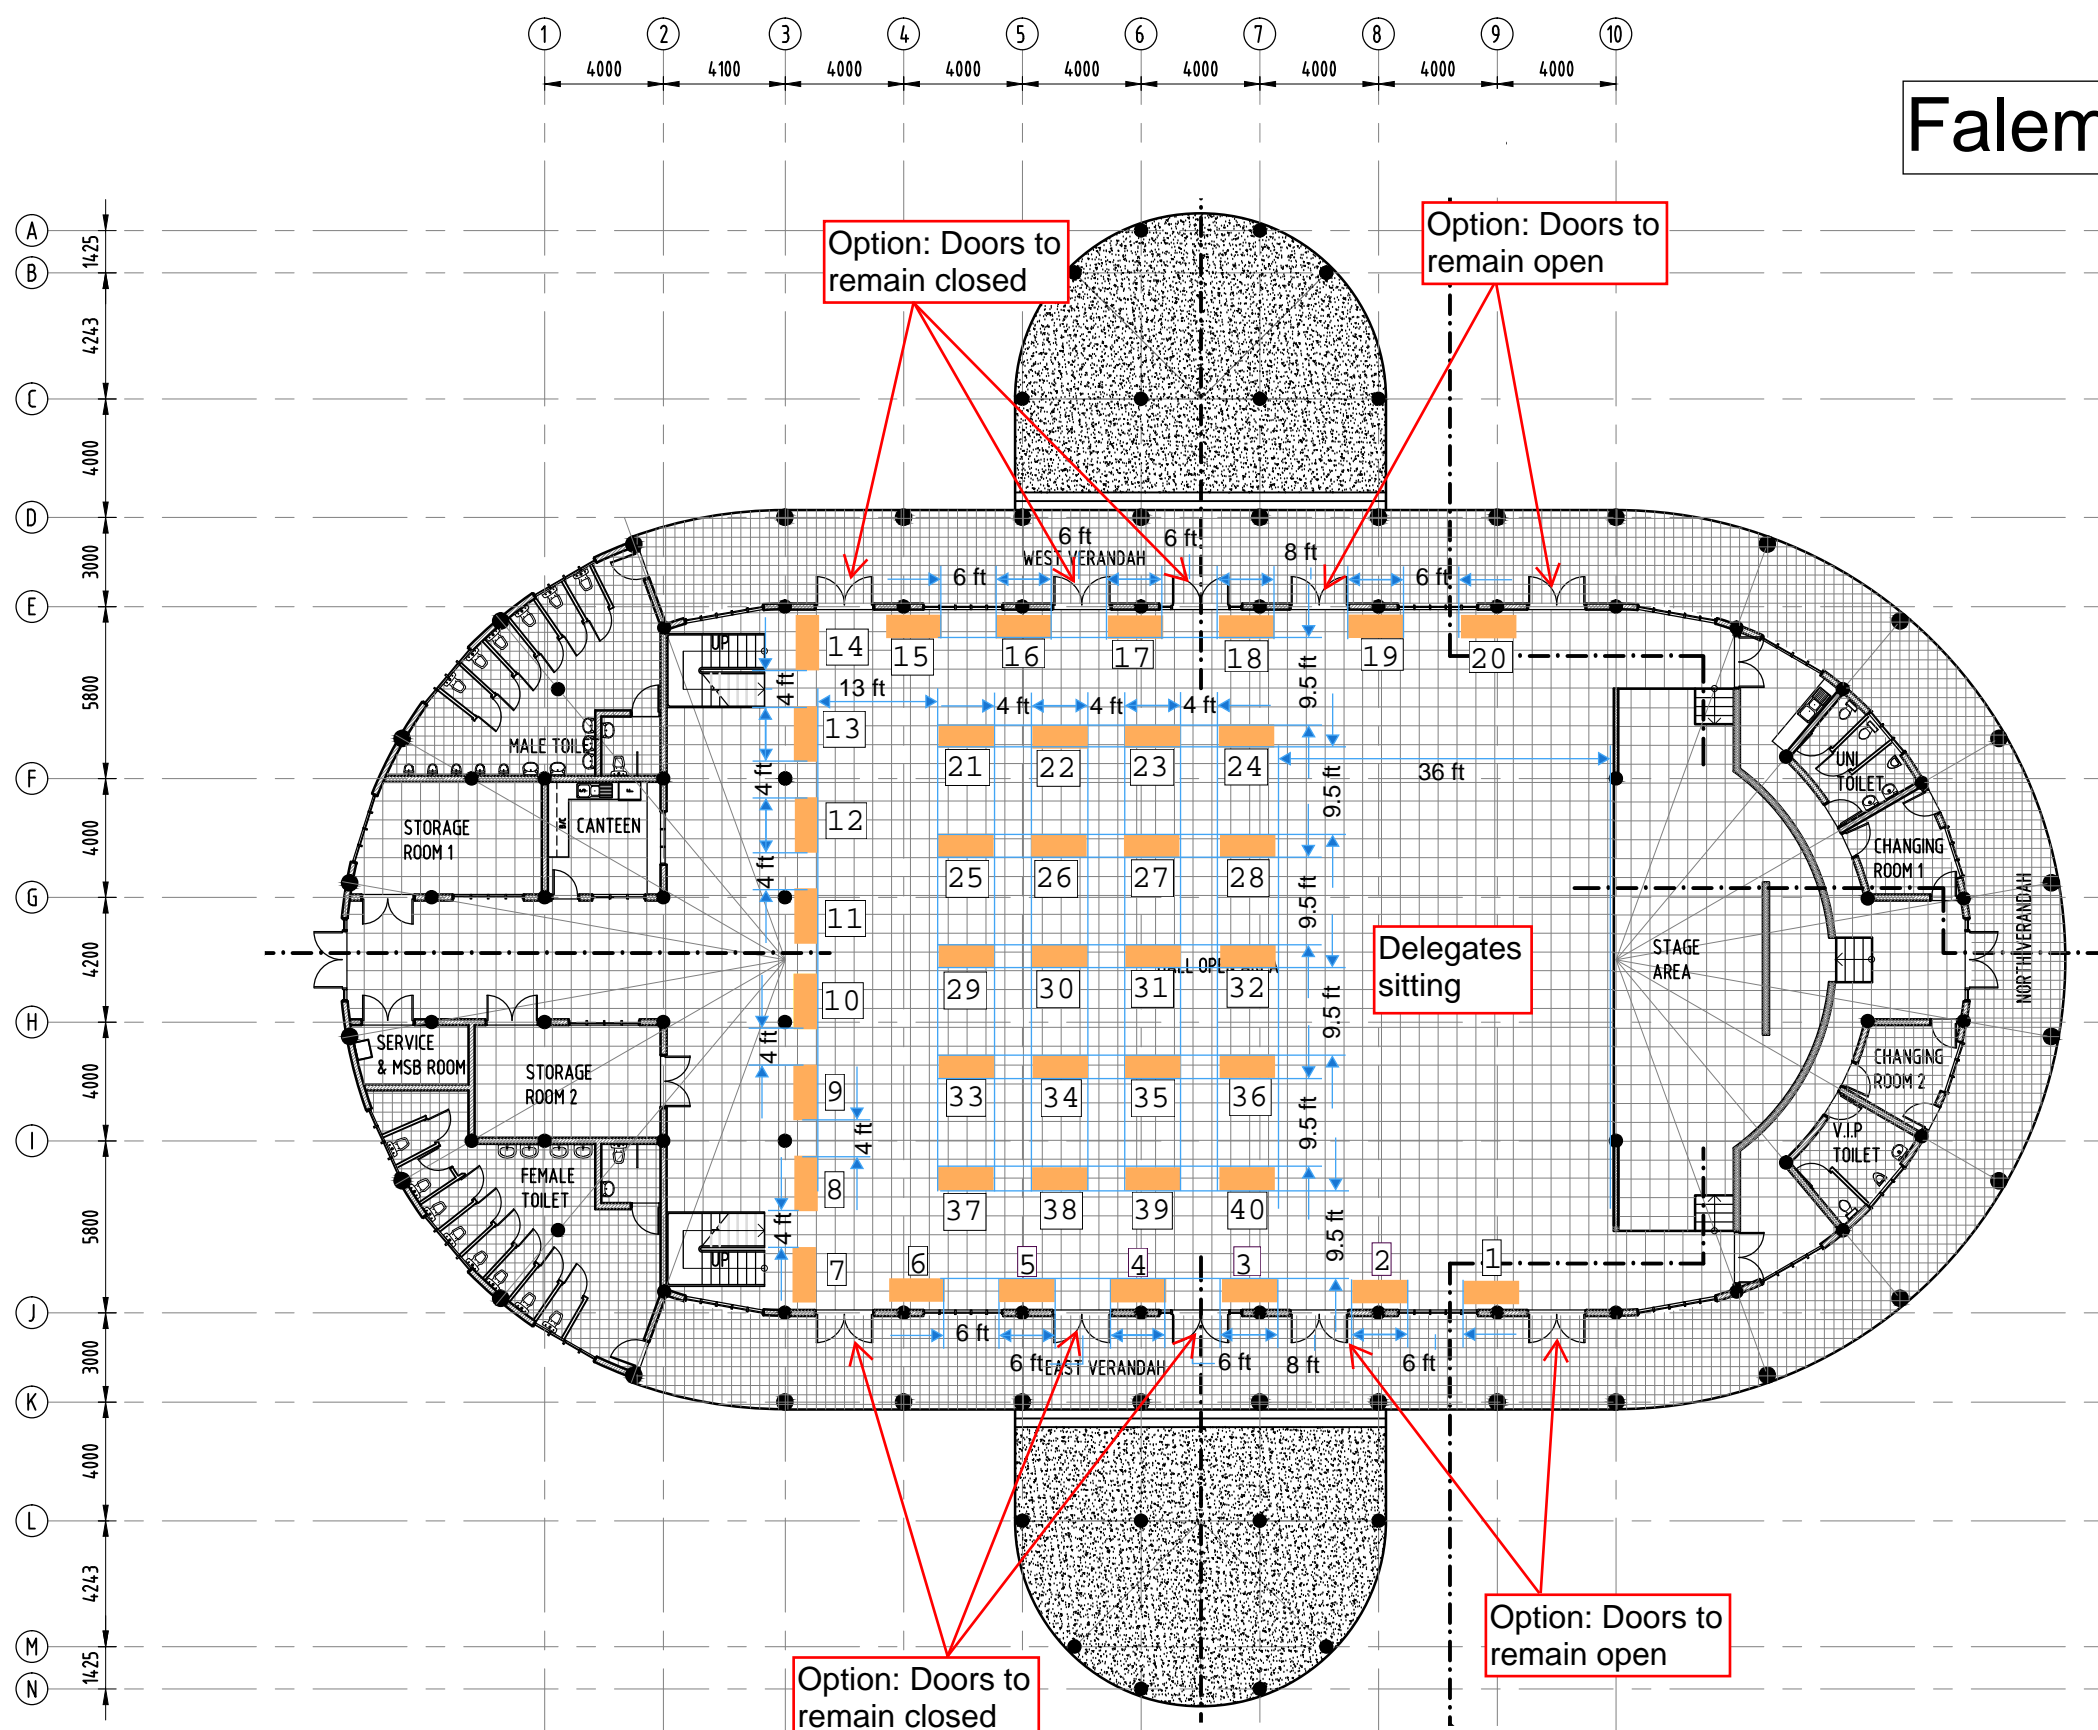 1 2 3 4 5 6 7 8 9 10
4000 4100 4000 4000 4000 4000 4000 4000 4000
Falem
A
1425
B
4243
C
4000
D
3000
E
5800
F
4000
G
4200
H
4000
I
5800
J
3000
K
4000
L
4243
M
1425
N
Option: Doors to
remain closed
Option: Doors to
remain open
6 ft 6 ft 8 ft
WEST VERANDAH
6 ft 6 ft
14 15 16 17 18 19 20
UP
4 ft 13 ft 9.5 ft
4 ft 4 ft 4 ft
13
21 22 23 24
36 ft
4 ft 9.5 ft
MALE TOILET
UNI
TOILET
12
STORAGE
ROOM 1
CANTEEN
25 26 27 28
CHANGING
ROOM 1
4 ft 9.5 ft
11
HALL OPEN AREA
Delegates
sitting
STAGE
AREA
NORTH VERANDAH
10
29 30 31 32
4 ft 9.5 ft
SERVICE
& MSB ROOM
STORAGE
ROOM 2
CHANGING
ROOM 2
9
33 34 35 36
4 ft 9.5 ft
V.I.P
TOILET
FEMALE
TOILET
8
37 38 39 40
4 ft 9.5 ft
UP
7 6 5 4 3 2 1
6 ft
6 ft 6 ft 8 ft 6 ft
EAST VERANDAH
Option: Doors to
remain open
Option: Doors to
remain closed